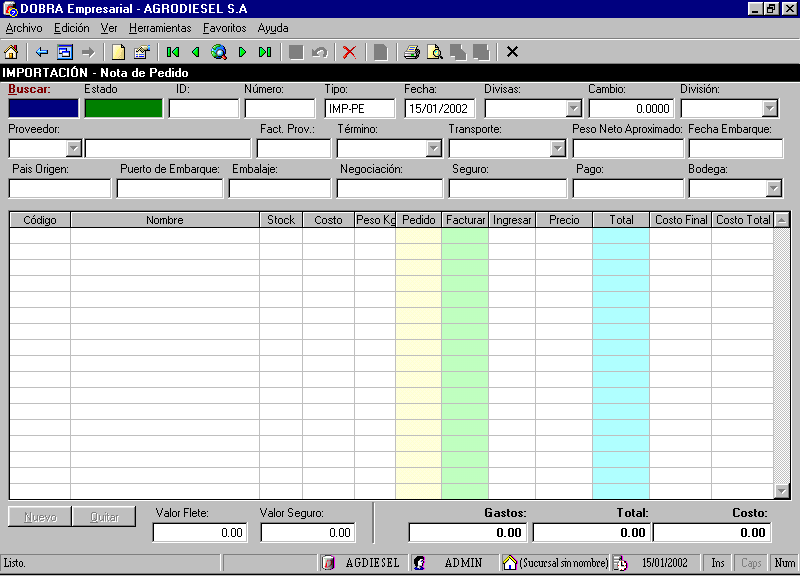 DOBRA Empresarial - AGRODIESEL S.A
Archivo Edición Ver Herramientas Favoritos Ayuda
IMPORTACIÓN - Nota de Pedido
Buscar: Estado ID: Número: Tipo: Fecha: Divisas: Cambio: División:
IMP-PE 15/01/2002 0.0000
Proveedor: Fact. Prov.: Término: Transporte: Peso Neto Aproximado: Fecha Embarque:
Pais Origen: Puerto de Embarque: Embalaje: Negociación: Seguro: Pago: Bodega:
Código Nombre Stock Costo Peso Kg Pedido Facturar Ingresar Precio Total Costo Final Costo Total
Nuevo Quitar Valor Flete: Valor Seguro: Gastos: Total: Costo:
0.00 0.00 0.00 0.00 0.00
Listo. AGDIESEL ADMIN (Sucursal sin nombre) 15/01/2002 Ins Caps Num